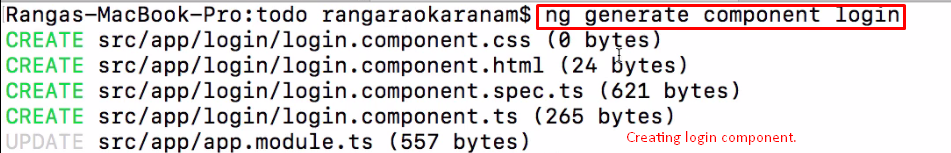 Rangas-MacBook-Pro:todo rangaraokaranam$ ng generate component login
CREATE src/app/login/login.component.css (0 bytes)
CREATE src/app/login/login.component.html (24 bytes)
CREATE src/app/login/login.component.spec.ts (621 bytes)
CREATE src/app/login/login.component.ts (265 bytes)
UPDATE src/app/app.module.ts (557 bytes)
Creating login component.